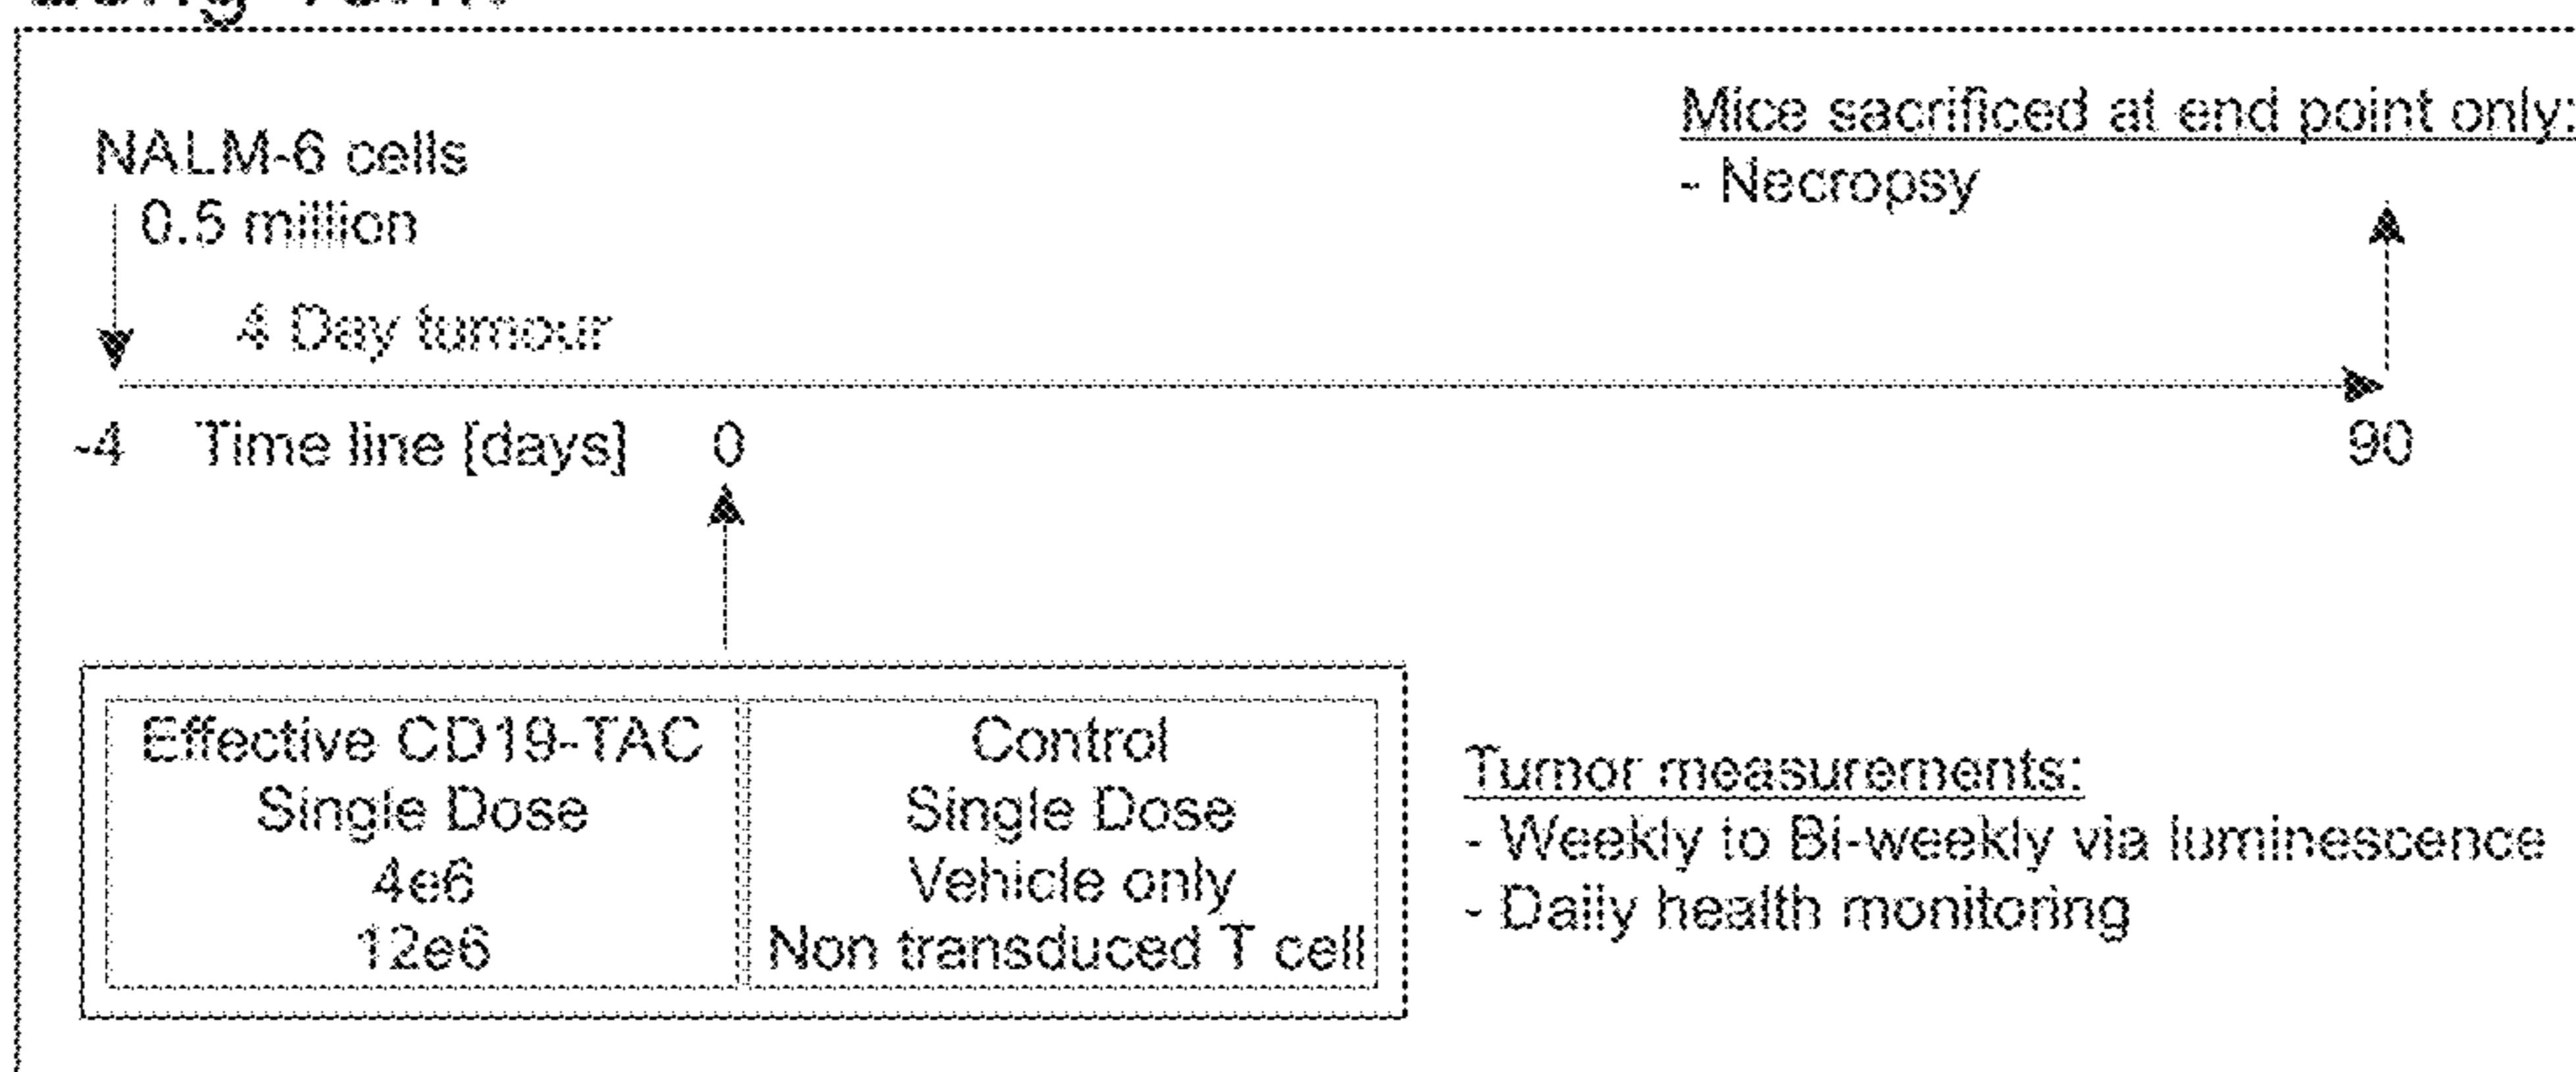 NALM-6 cells
0.5 million
4 Day tumour
Mice sacrificed at end point only:
- Necropsy
-4 Time line [days] 0 90
Effective CD19-TAC
Single Dose
4e6
12e6
Control
Single Dose
Vehicle only
Non transduced T cell
Tumor measurements:
- Weekly to Bi-weekly via luminescence
- Daily health monitoring